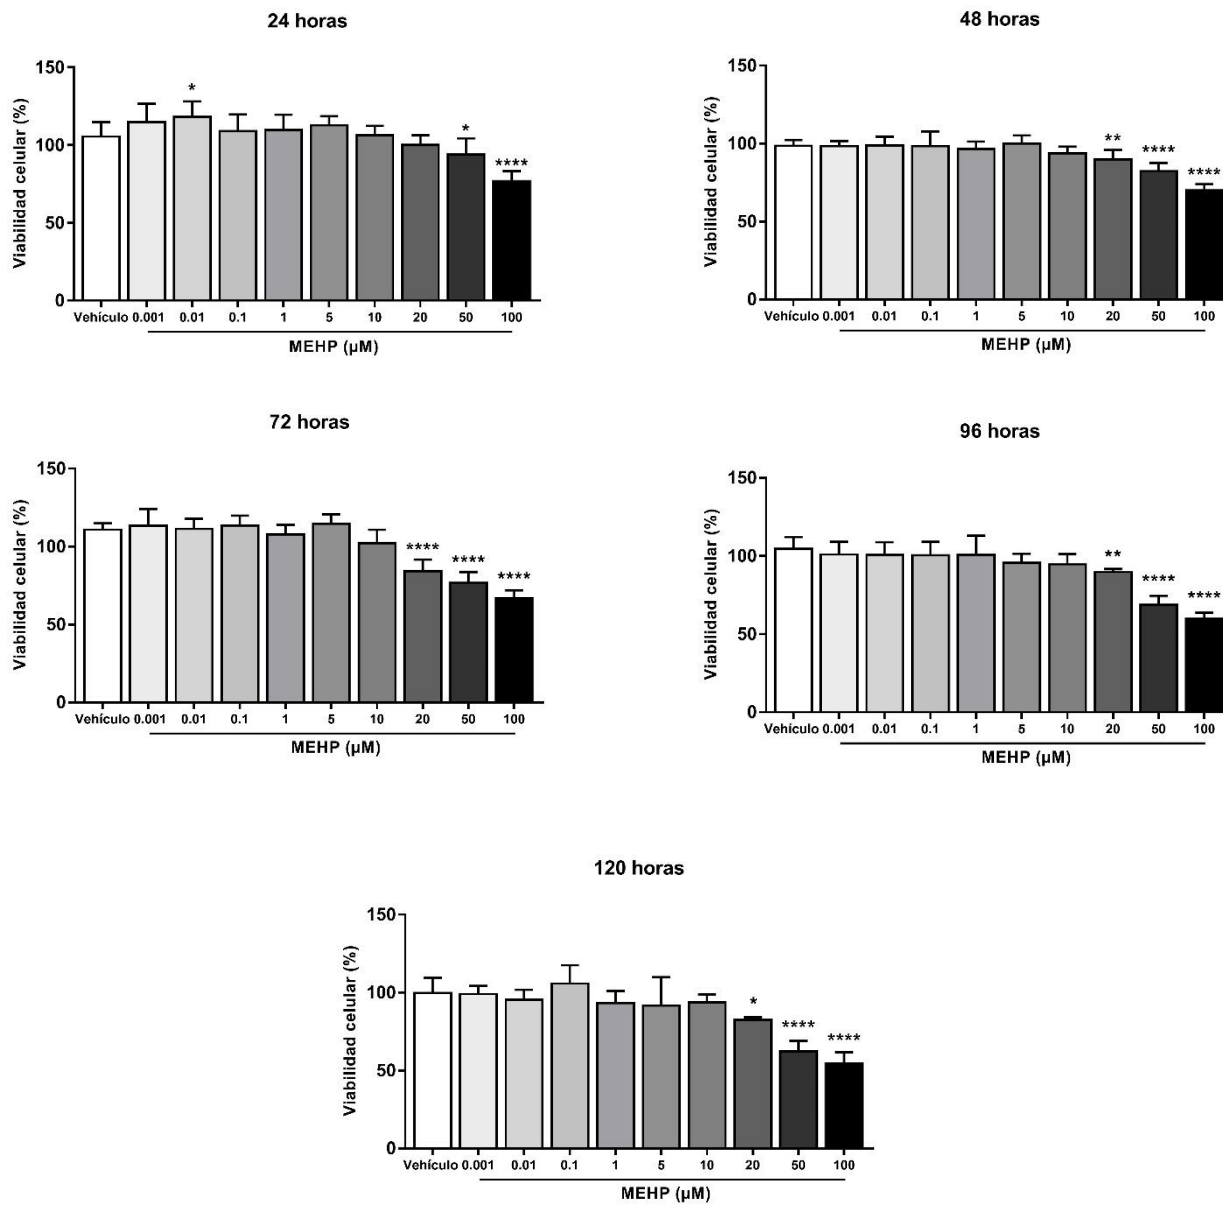 24 horas
Viabilidad celular (%)
150
100
50
0
*
*
****
Vehículo 0.001 0.01 0.1 1 5 10 20 50 100
MEHP (µM)
48 horas
Viabilidad celular (%)
150
100
50
0
**
****
****
Vehículo 0.001 0.01 0.1 1 5 10 20 50 100
MEHP (µM)
72 horas
Viabilidad celular (%)
150
100
50
0
****
****
****
Vehículo 0.001 0.01 0.1 1 5 10 20 50 100
MEHP (µM)
96 horas
Viabilidad celular (%)
150
100
50
0
**
****
****
Vehículo 0.001 0.01 0.1 1 5 10 20 50 100
MEHP (µM)
120 horas
Viabilidad celular (%)
150
100
50
0
*
****
****
Vehículo 0.001 0.01 0.1 1 5 10 20 50 100
MEHP (µM)